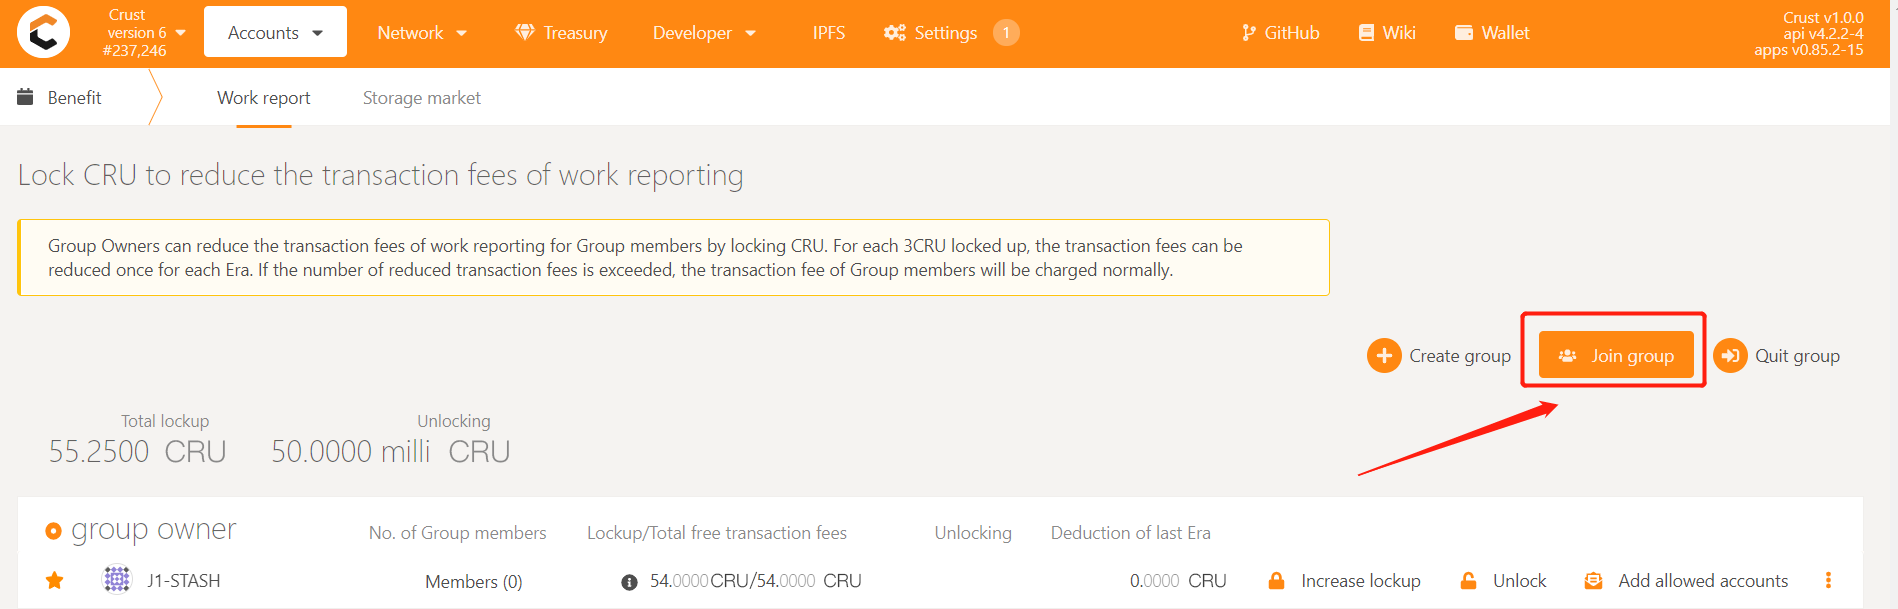 Crust
version 6
#237,246
Accounts
Network
Treasury
Developer
IPFS
Settings
1
GitHub
Wiki
Wallet
Crust v1.0.0
api v4.2.2-4
apps v0.85.2-15
Benefit
Work report
Storage market
Lock CRU to reduce the transaction fees of work reporting
Group Owners can reduce the transaction fees of work reporting for Group members by locking CRU. For each 3CRU locked up, the transaction fees can be
reduced once for each Era. If the number of reduced transaction fees is exceeded, the transaction fee of Group members will be charged normally.
Create group
Join group
Quit group
Total lockup
55.2500 CRU
Unlocking
50.0000 milli CRU
group owner
No. of Group members
Lockup/Total free transaction fees
Unlocking
Deduction of last Era
J1-STASH
Members (0)
54.0000CRU/54.0000 CRU
0.0000 CRU
Increase lockup
Unlock
Add allowed accounts